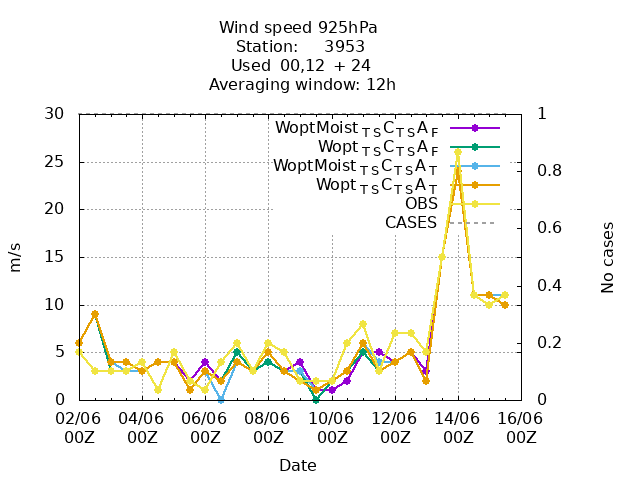 Wind speed 925hPa
Station: 3953
Used 00,12 + 24
Averaging window: 12h
30 1
WoptMoist TS C TS A F
Wopt TS C TS A F
25
WoptMoist TS C TS A T
0.8
Wopt TS C TS A T
20
OBS
0.6
CASES
m/s
15
No cases
0.4
10
0.2
5
0 0
02/06 04/06 06/06 08/06 10/06 12/06 14/06 16/06
00Z 00Z 00Z 00Z 00Z 00Z 00Z 00Z
Date